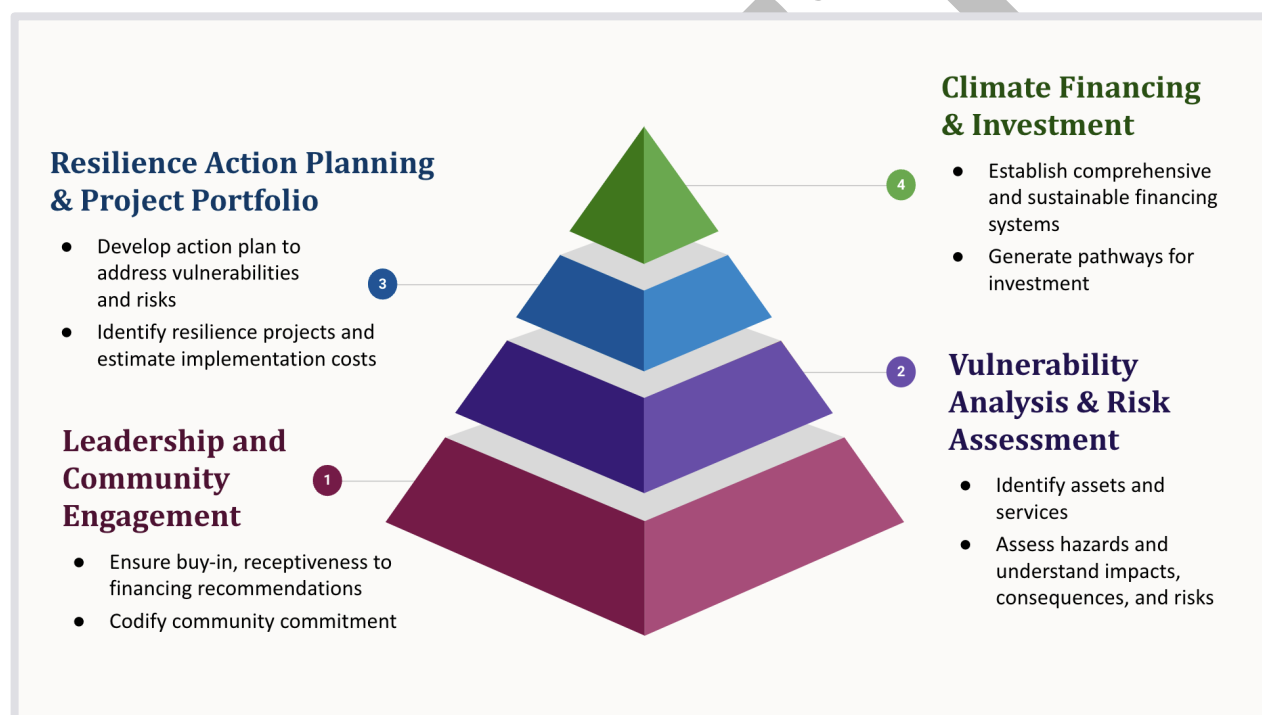 Climate Financing
& Investment
● Establish comprehensive
and sustainable financing
systems
● Generate pathways for
investment
4
Resilience Action Planning
& Project Portfolio
● Develop action plan to
address vulnerabilities
and risks
● Identify resilience projects and
estimate implementation costs
3
Vulnerability
Analysis & Risk
Assessment
● Identify assets and
services
● Assess hazards and
understand impacts,
consequences, and risks
2
Leadership and
Community
Engagement
● Ensure buy-in, receptiveness to
financing recommendations
● Codify community commitment
1